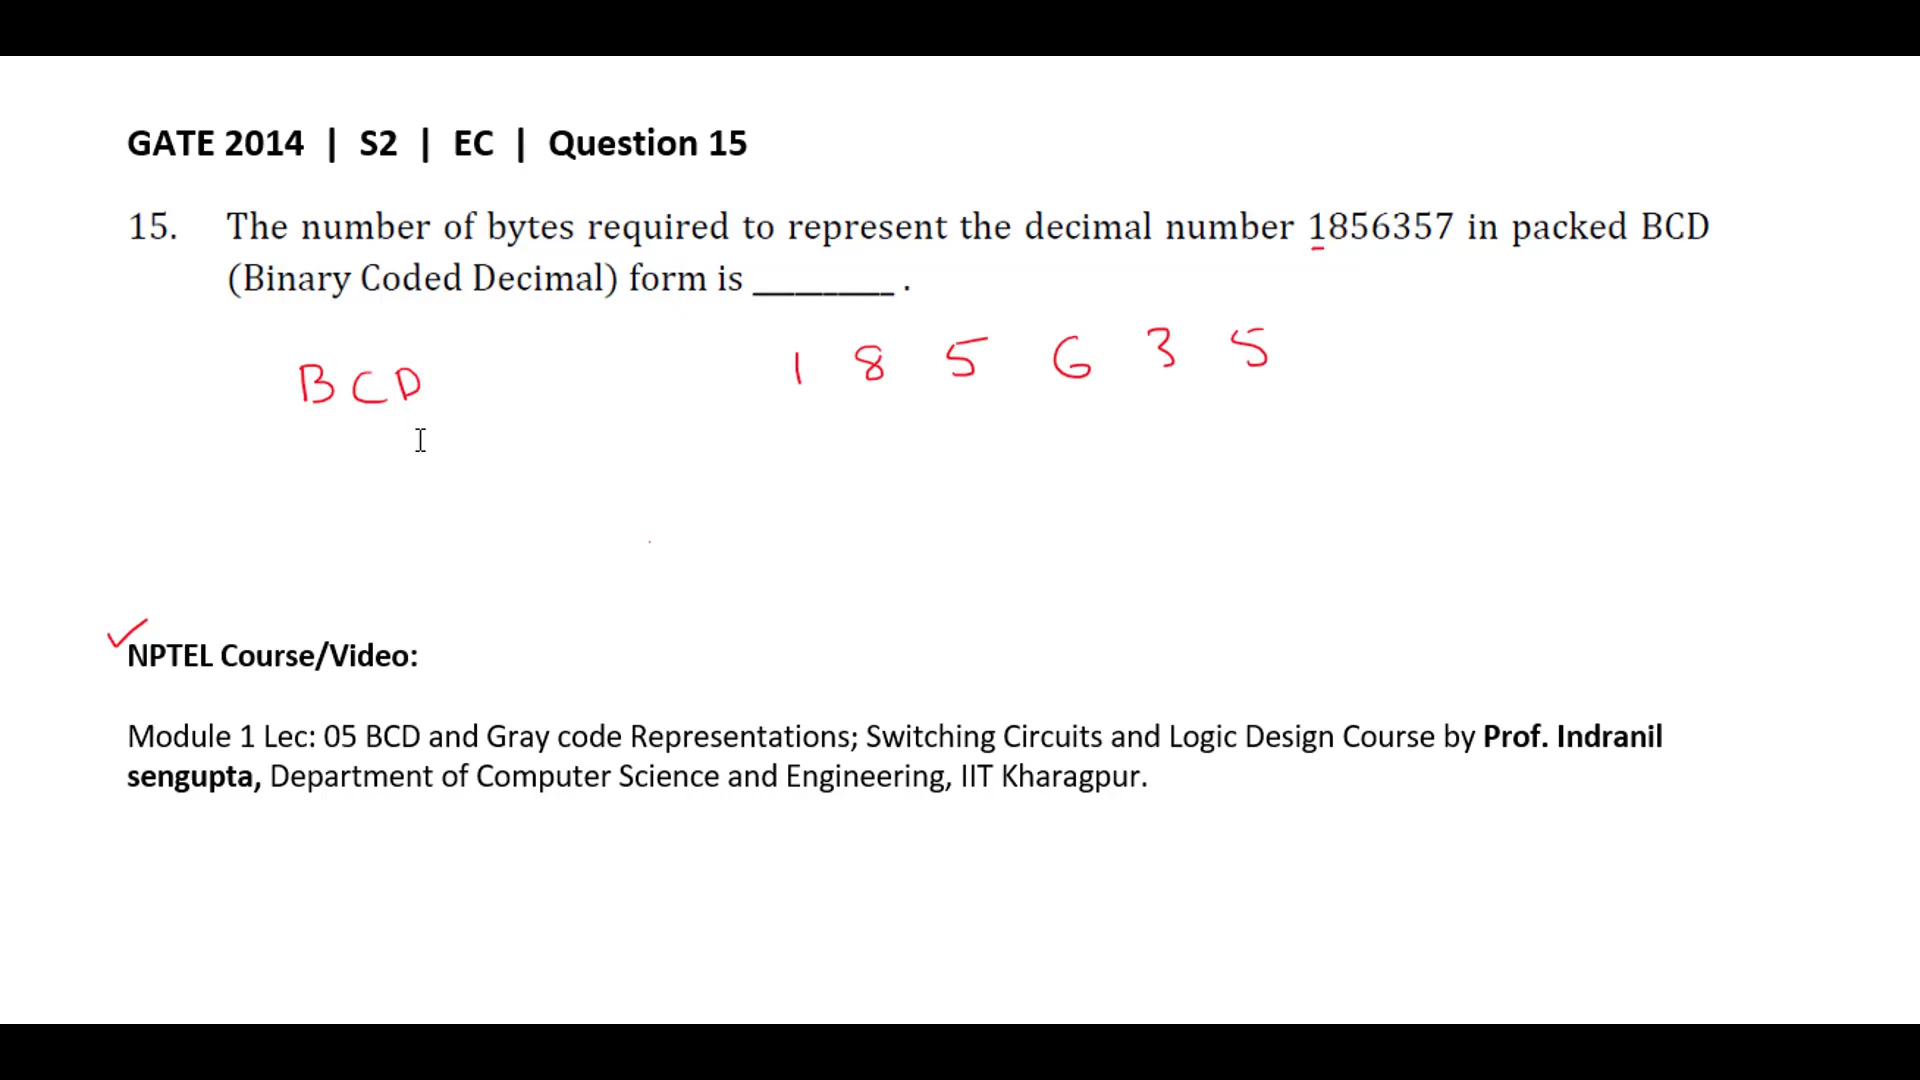 GATE 2014 | S2 | EC | Question 15
15. The number of bytes required to represent the decimal number 1856357 in packed BCD
(Binary Coded Decimal) form is ________ .
1 8 5 6 3 5
BCD
NPTEL Course/Video:
Module 1 Lec: 05 BCD and Gray code Representations; Switching Circuits and Logic Design Course by Prof. Indranil
sengupta, Department of Computer Science and Engineering, IIT Kharagpur.